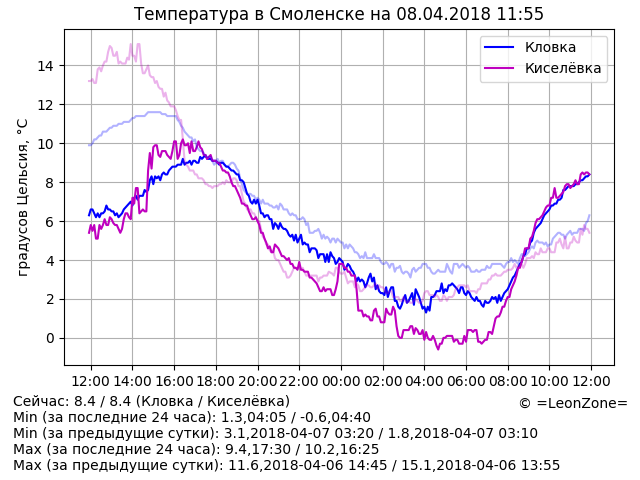 Температура в Смоленске на 08.04.2018 11:55
Кловка
Киселёвка
градусов Цельсия, °C
14
12
10
8
6
4
2
0
12:00 14:00 16:00 18:00 20:00 22:00 00:00 02:00 04:00 06:00 08:00 10:00 12:00
Сейчас: 8.4 / 8.4 (Кловка / Киселёвка)
© =LeonZone=
Min (за последние 24 часа): 1.3,04:05 / -0.6,04:40
Min (за предыдущие сутки): 3.1,2018-04-07 03:20 / 1.8,2018-04-07 03:10
Max (за последние 24 часа): 9.4,17:30 / 10.2,16:25
Max (за предыдущие сутки): 11.6,2018-04-06 14:45 / 15.1,2018-04-06 13:55